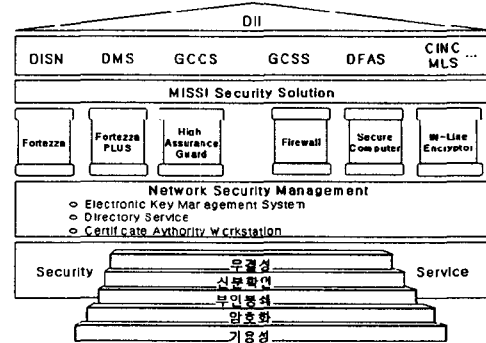 DII
DISN DMS GCCS GCSS DFAS CINC MLS ...
MISSI Security Solution
Fortezza
Fortezza PLUS
High Assurance Guard
Firewall
Secure Computer
In-Line Encryptor
Network Security Management
o Electronic Key Management System
o Directory Service
o Certificate Aythority Workstation
Security Service
무결성
신분확인
부인봉쇄
암호화
가용성